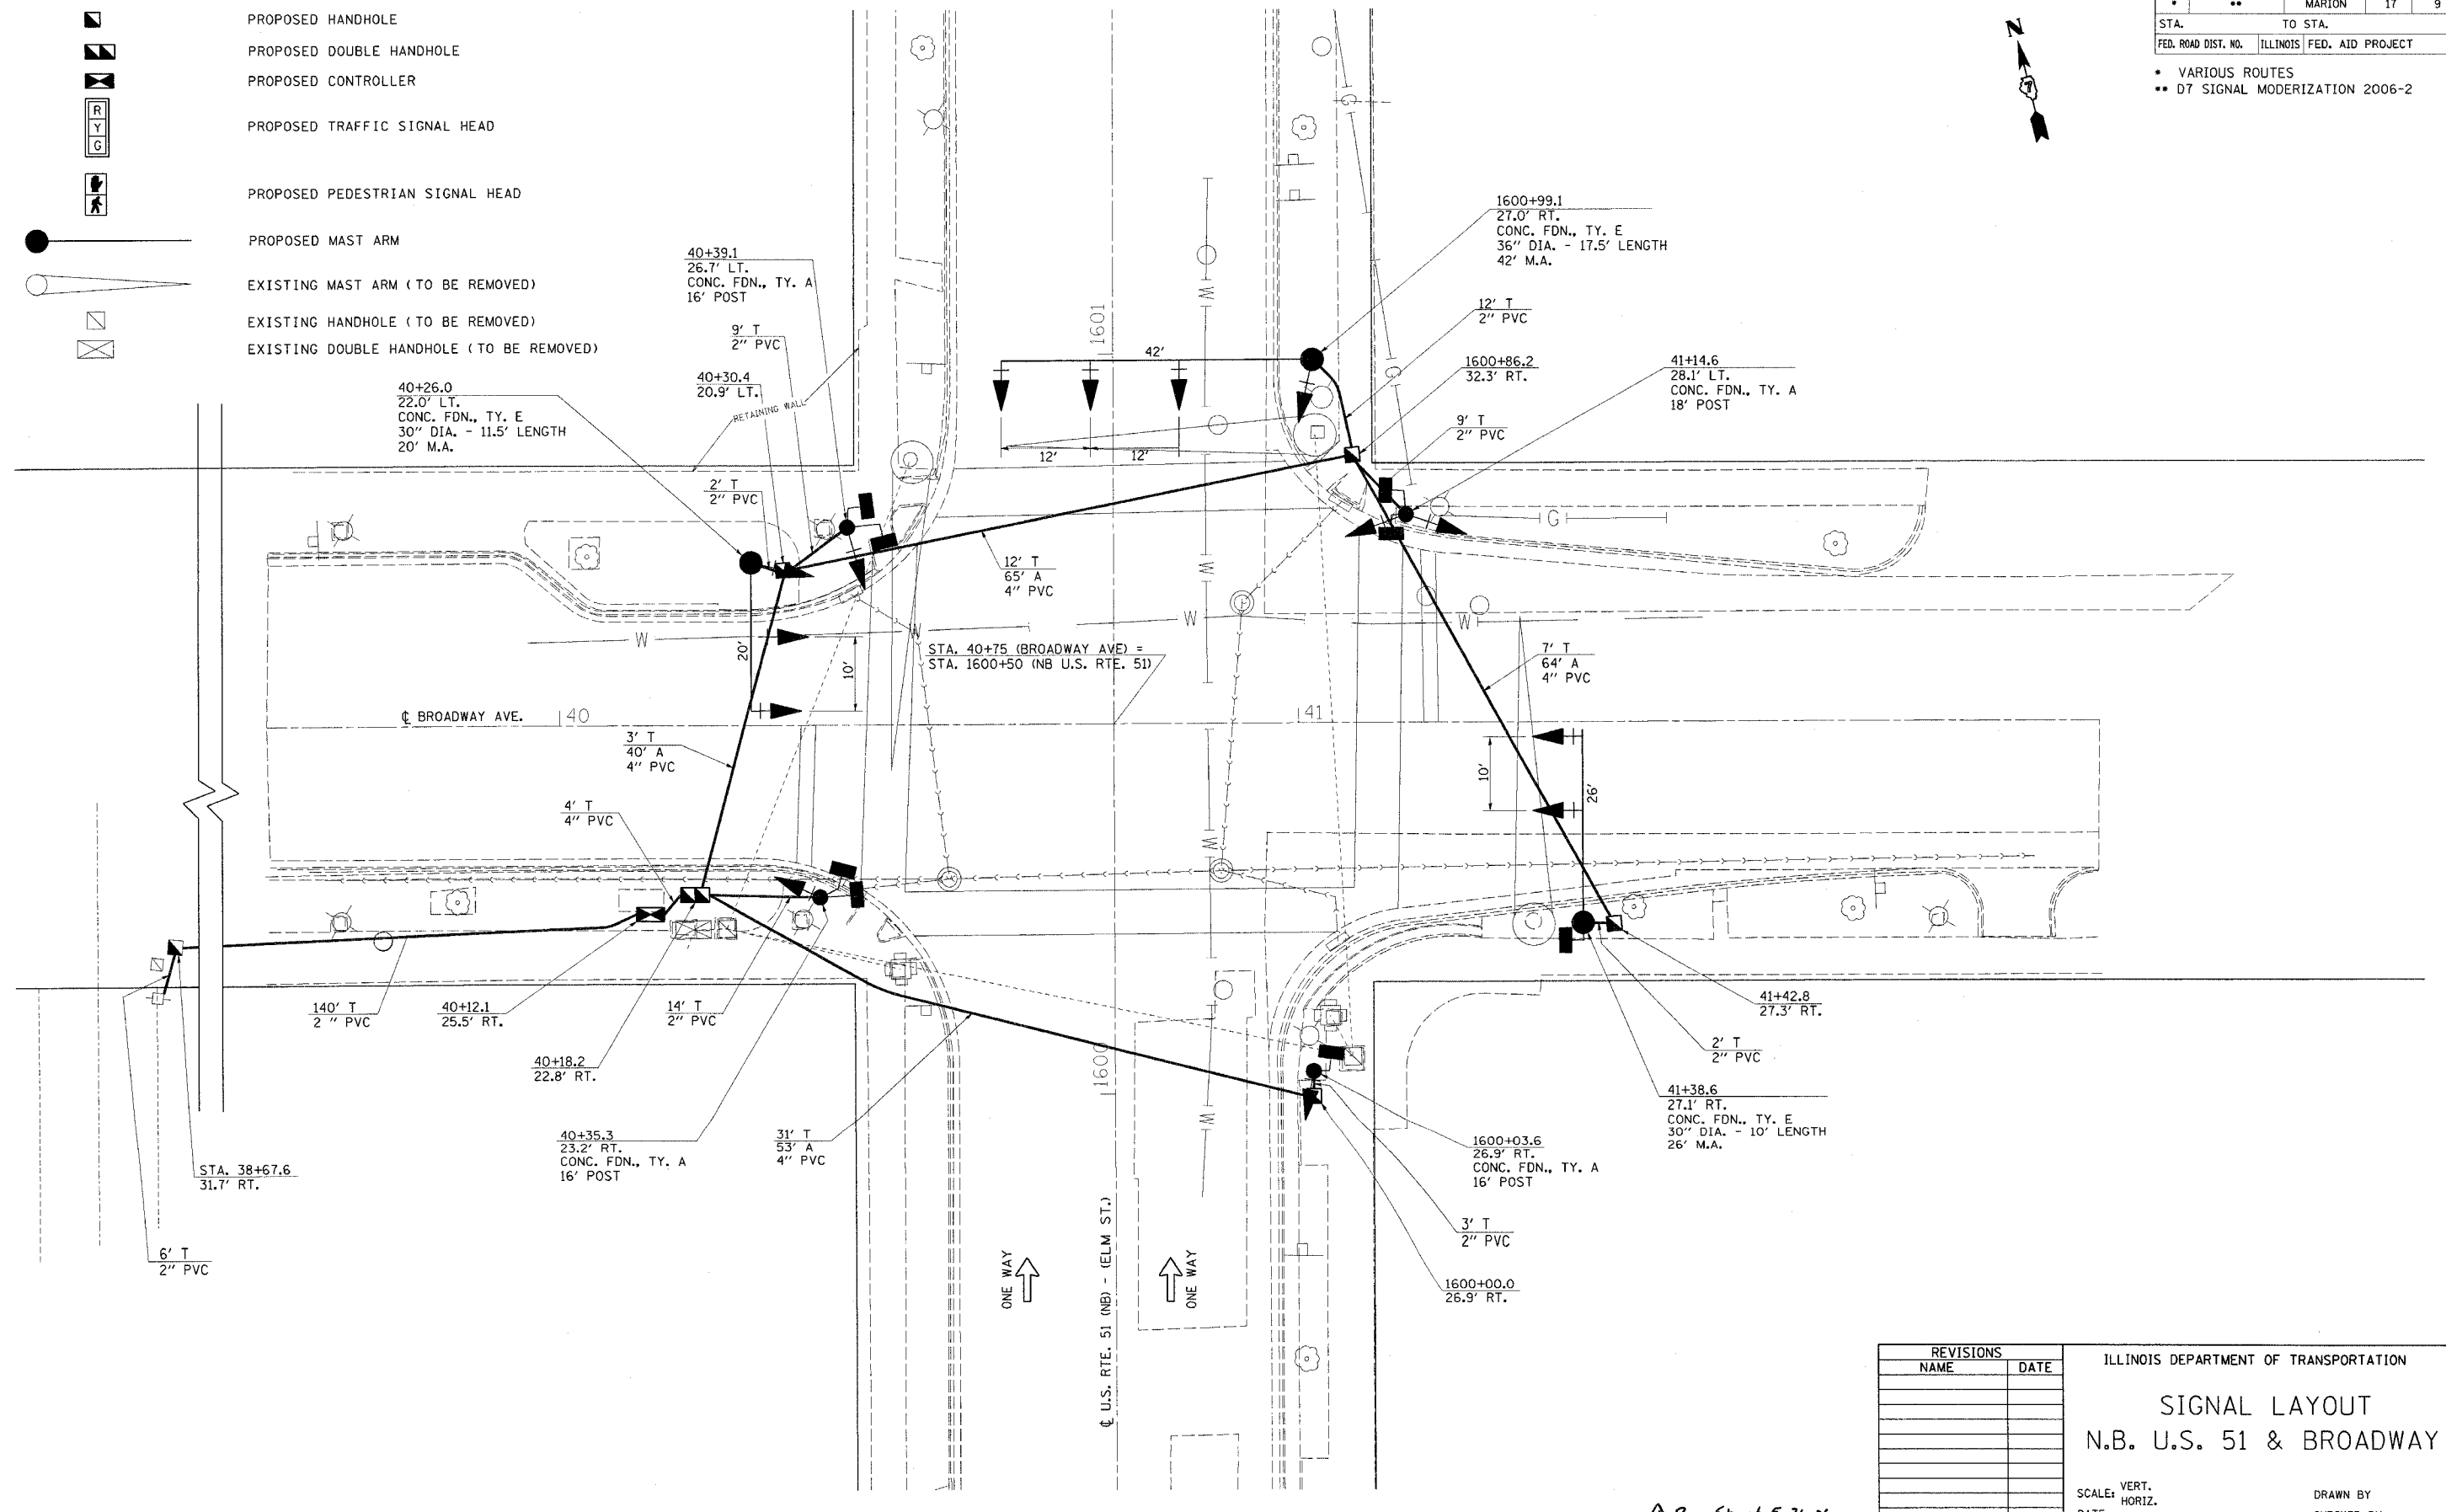 PROPOSED HANDHOLE
PROPOSED DOUBLE HANDHOLE
PROPOSED CONTROLLER
R
Y
G
PROPOSED TRAFFIC SIGNAL HEAD
PROPOSED PEDESTRIAN SIGNAL HEAD
PROPOSED MAST ARM
EXISTING MAST ARM (TO BE REMOVED)
EXISTING HANDHOLE (TO BE REMOVED)
EXISTING DOUBLE HANDHOLE (TO BE REMOVED)
N
7
* ** MARION 17 9
STA. TO STA.
FED. ROAD DIST. NO. ILLINOIS FED. AID PROJECT
* VARIOUS ROUTES
** D7 SIGNAL MODERIZATION 2006-2
40+39.1
26.7' LT.
CONC. FDN., TY. A
16' POST
9' T
2" PVC
40+30.4
20.9' LT.
RETAINING WALL
40+26.0
22.0' LT.
CONC. FDN., TY. E
30" DIA. - 11.5' LENGTH
20' M.A.
2' T
2" PVC
1601
42'
12'
12'
1600+99.1
27.0' RT.
CONC. FDN., TY. E
36" DIA. - 17.5' LENGTH
42' M.A.
12' T
2" PVC
1600+86.2
32.3' RT.
41+14.6
28.1' LT.
CONC. FDN., TY. A
18' POST
9' T
2" PVC
G
G
G
W
W
W
W
W
W
W
W
12' T
65' A
4" PVC
STA. 40+75 (BROADWAY AVE) =
STA. 1600+50 (NB U.S. RTE. 51)
20'
10'
7' T
64' A
4" PVC
℄ BROADWAY AVE.
40
41
3' T
40' A
4" PVC
10'
26'
4' T
4" PVC
140' T
2 " PVC
40+12.1
25.5' RT.
14' T
2" PVC
40+18.2
22.8' RT.
41+42.8
27.3' RT.
2' T
2" PVC
1600
41+38.6
27.1' RT.
CONC. FDN., TY. E
30" DIA. - 10' LENGTH
26' M.A.
40+35.3
23.2' RT.
CONC. FDN., TY. A
16' POST
31' T
53' A
4" PVC
1600+03.6
26.9' RT.
CONC. FDN., TY. A
16' POST
STA. 38+67.6
31.7' RT.
3' T
2" PVC
6' T
2" PVC
1600+00.0
26.9' RT.
ONE WAY
ONE WAY
℄ U.S. RTE. 51 (NB) - (ELM ST.)
REVISIONS
NAME DATE
ILLINOIS DEPARTMENT OF TRANSPORTATION
SIGNAL LAYOUT
N.B. U.S. 51 & BROADWAY
SCALE: VERT.
HORIZ.
DRAWN BY